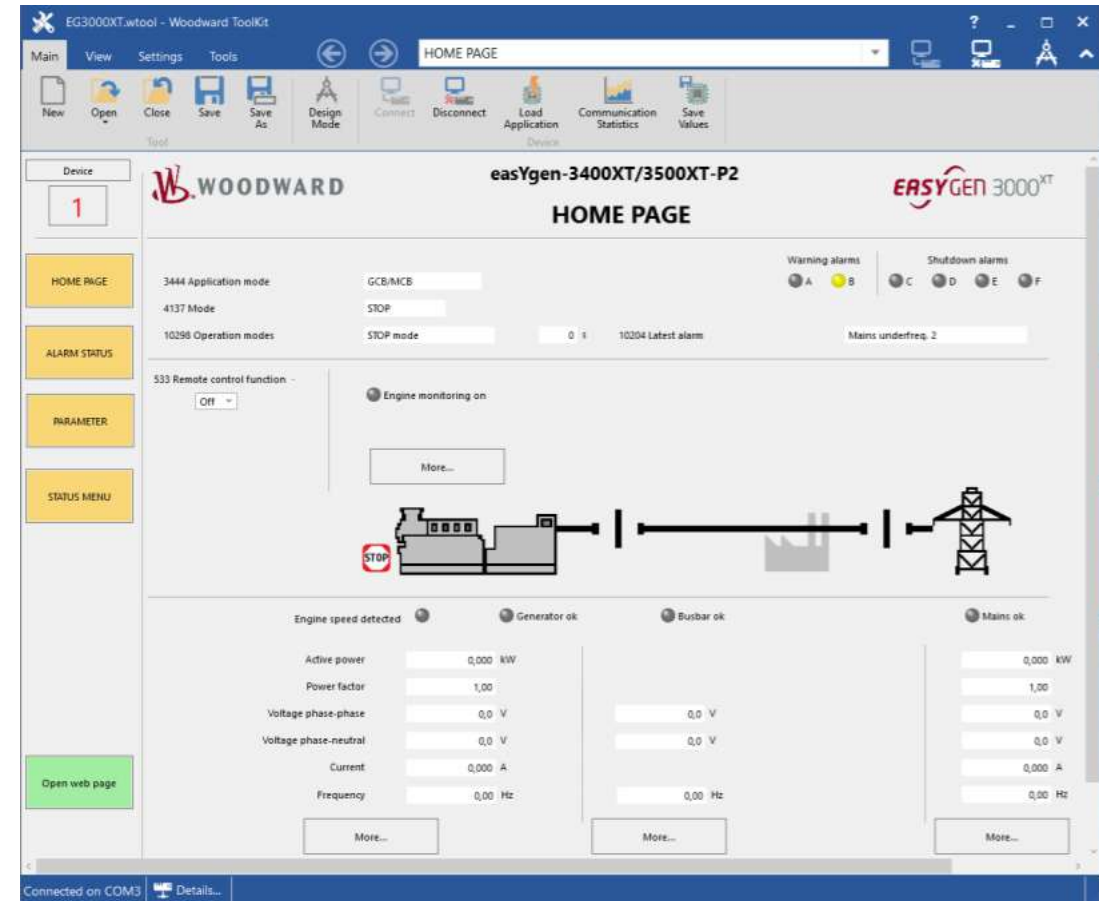 EG3000XT.wtool - Woodward ToolKit
?
Main View Settings Tools
HOME PAGE
New Open Close Save Save As Design Mode Connect Disconnect Load Application Communication Statistics Save Values
Tool Device
Device
1
WOODWARD
easYgen-3400XT/3500XT-P2
HOME PAGE
EASYGEN 3000XT
HOME PAGE
ALARM STATUS
PARAMETER
STATUS MENU
Open web page
Warning alarms Shutdown alarms
A B C D E F
3444 Application mode GCB/MCB
4137 Mode STOP
10298 Operation modes STOP mode 0 s 10204 Latest alarm Mains underfreq. 2
533 Remote control function -
Off
Engine monitoring on
More...
STOP
Engine speed detected Generator ok Busbar ok Mains ok
Active power 0,000 kW 0,000 kW
Power factor 1,00 1,00
Voltage phase-phase 0,0 V 0,0 V 0,0 V
Voltage phase-neutral 0,0 V 0,0 V 0,0 V
Current 0,000 A 0,000 A
Frequency 0,00 Hz 0,00 Hz 0,00 Hz
More... More... More...
Connected on COM3 Details...